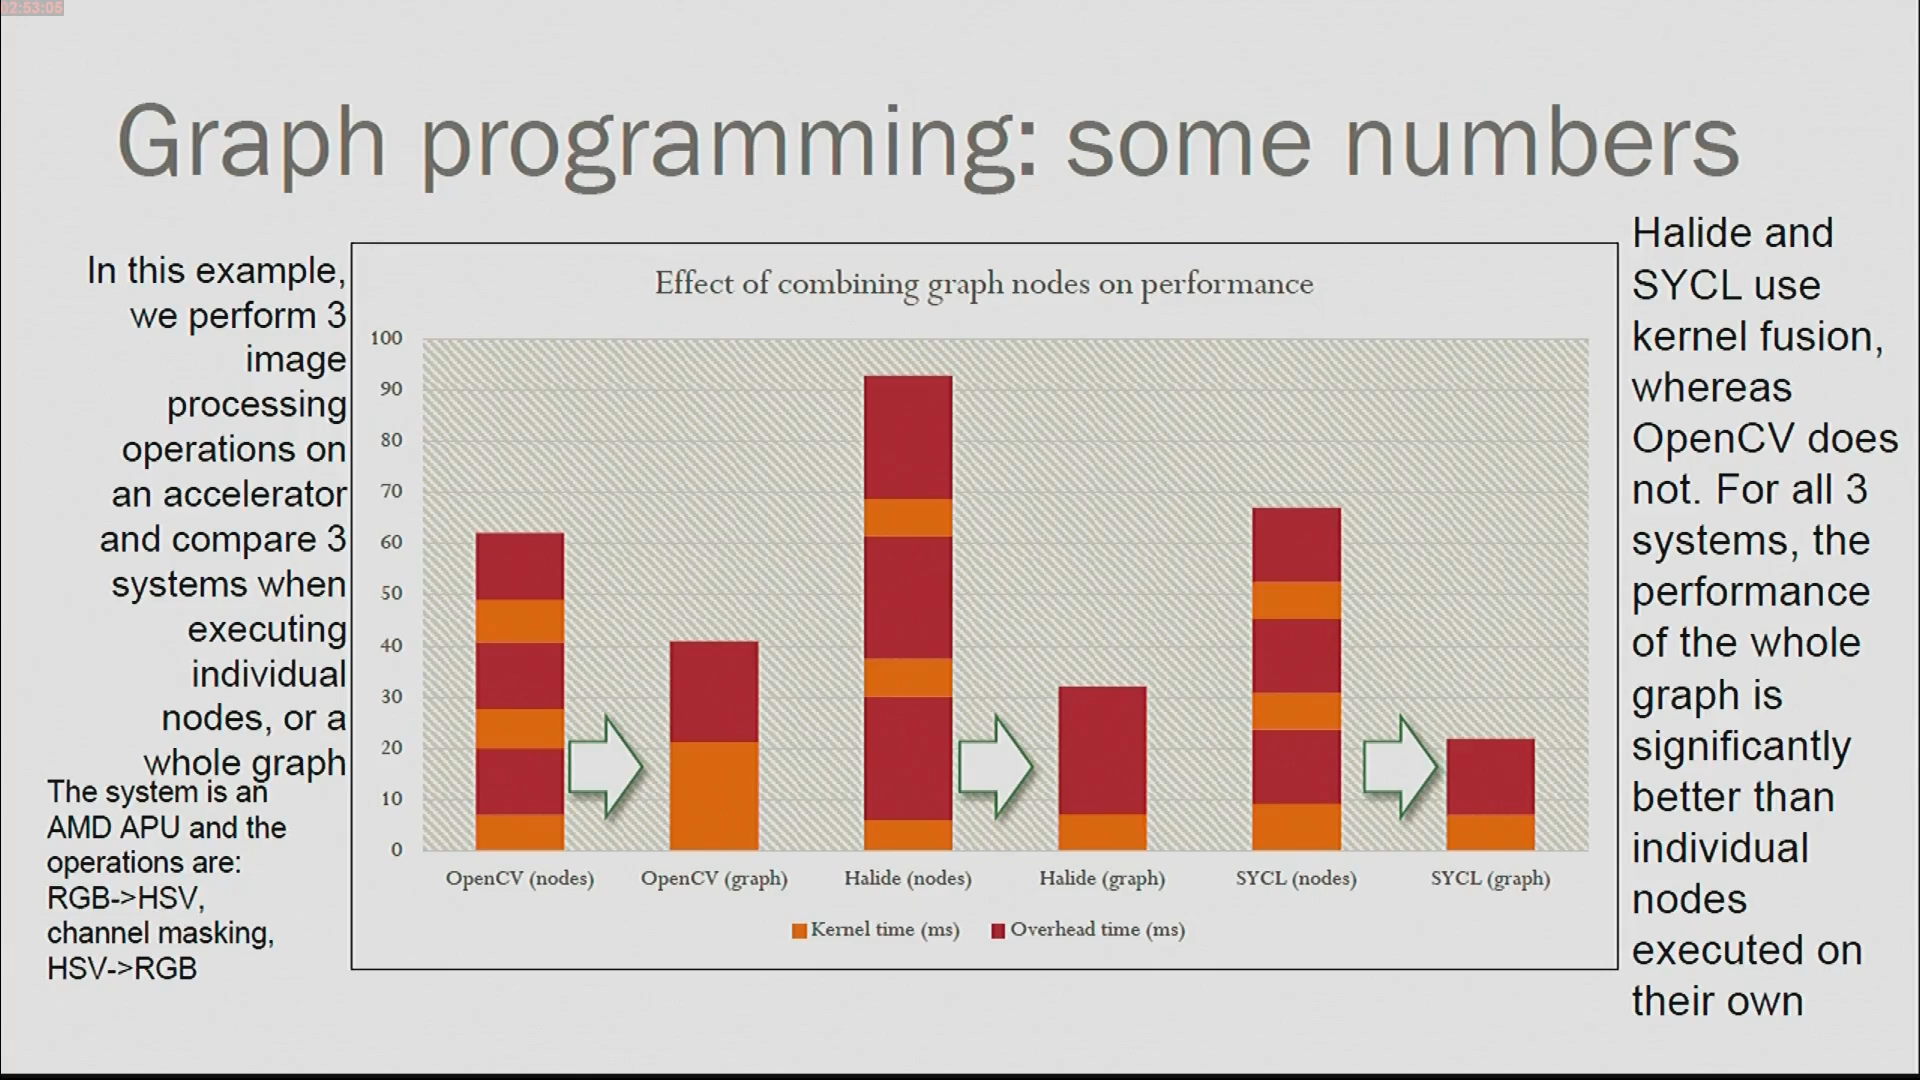 02:53:05
Graph programming: some numbers
In this example,
we perform 3
image
processing
operations on
an accelerator
and compare 3
systems when
executing
individual
nodes, or a
whole graph
The system is an
AMD APU and the
operations are:
RGB->HSV,
channel masking,
HSV->RGB
Effect of combining graph nodes on performance
100
90
80
70
60
50
40
30
20
10
0
OpenCV (nodes)
OpenCV (graph)
Halide (nodes)
Halide (graph)
SYCL (nodes)
SYCL (graph)
Kernel time (ms)
Overhead time (ms)
Halide and
SYCL use
kernel fusion,
whereas
OpenCV does
not. For all 3
systems, the
performance
of the whole
graph is
significantly
better than
individual
nodes
executed on
their own